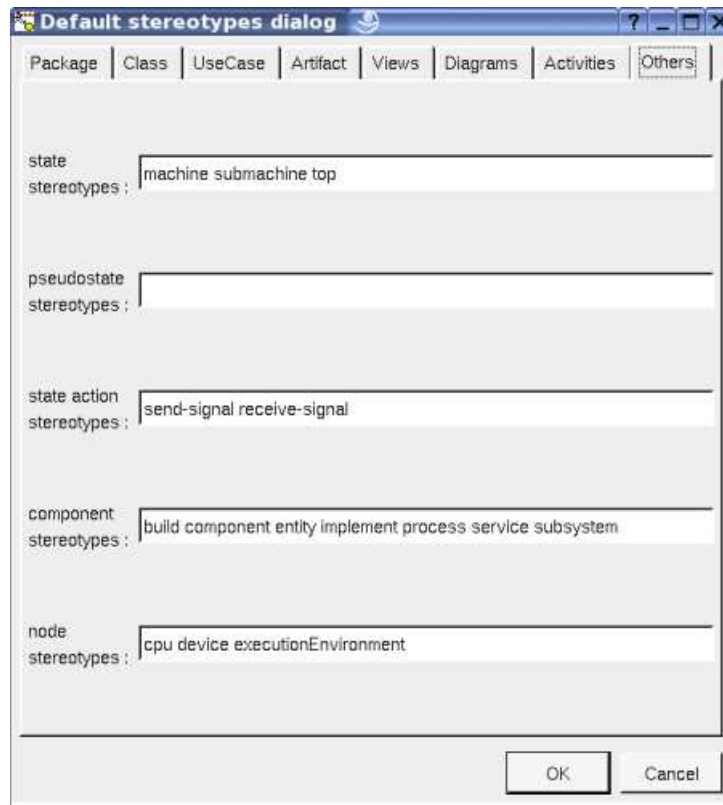 Default stereotypes dialog
Package Class UseCase Artifact Views Diagrams Activities Others
state
stereotypes :
machine submachine top
pseudostate
stereotypes :
state action
stereotypes :
send-signal receive-signal
component
stereotypes :
build component entity implement process service subsystem
node
stereotypes :
cpu device executionEnvironment
OK Cancel